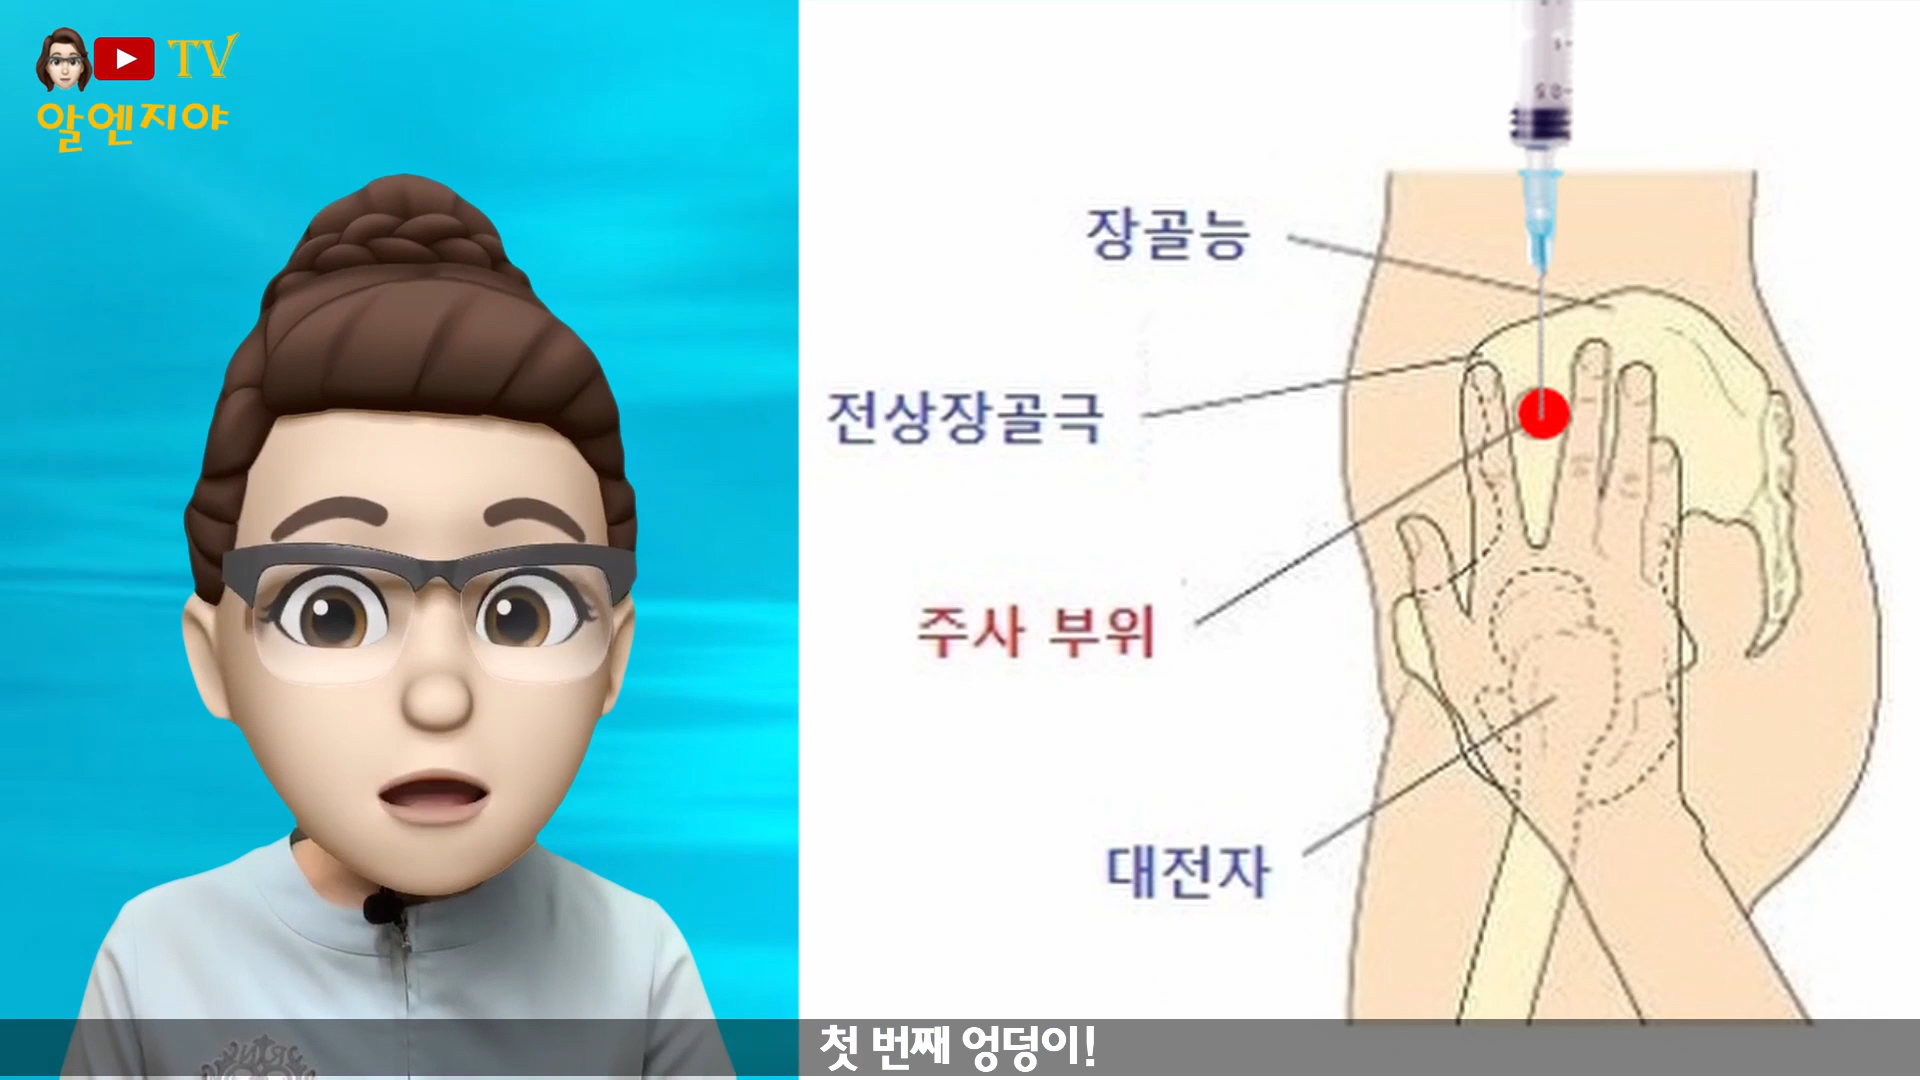 TV
알엔지야
장골능
전상장골극
주사 부위
대전자
첫 번째 엉덩이!